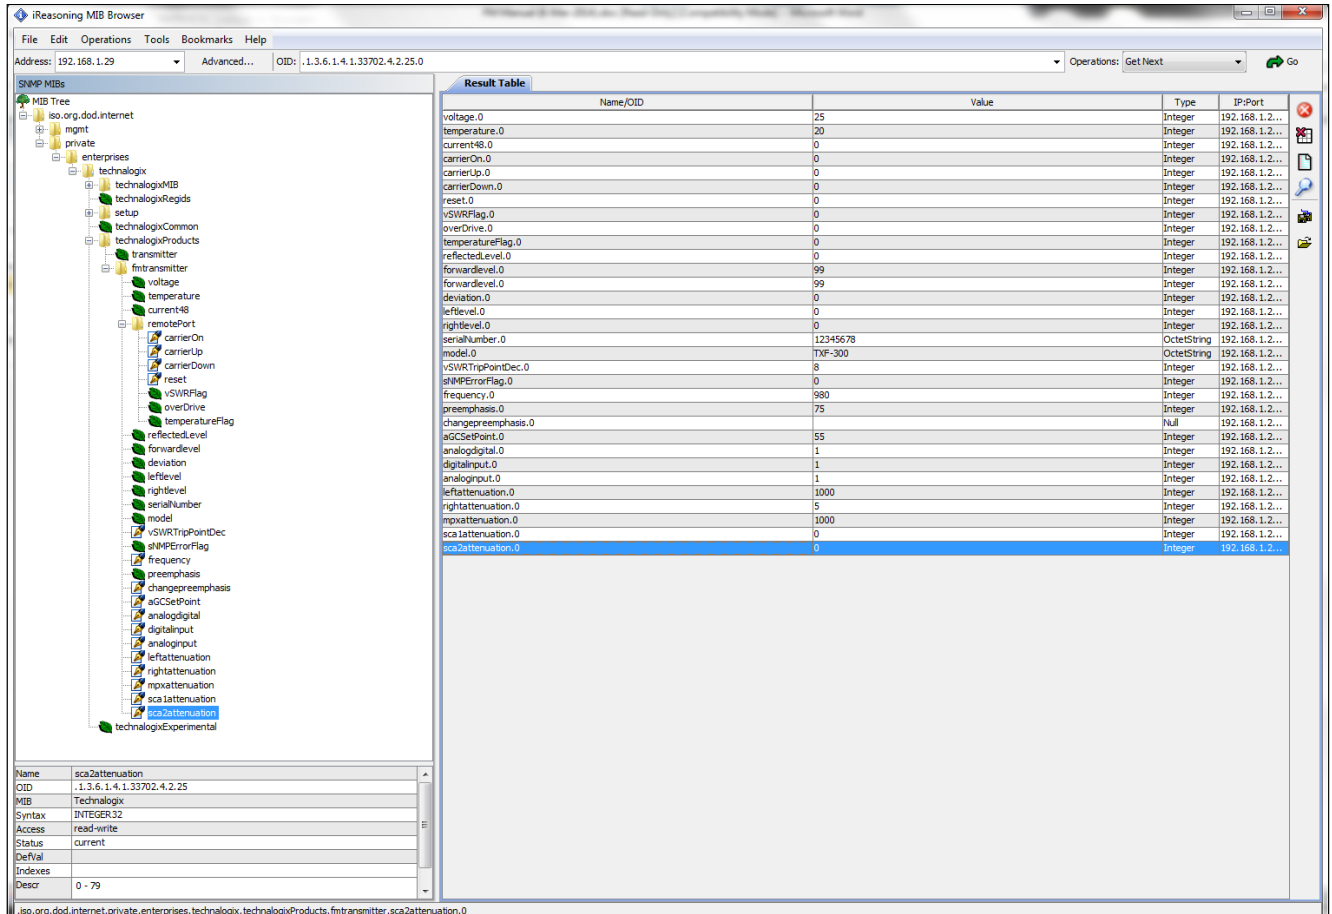 iReasoning MIB Browser
File Edit Operations Tools Bookmarks Help
Address: 192.168.1.29 Advanced... OID: .1.3.6.1.4.1.33702.4.2.25.0 Operations: Get Next Go
SNMP MIBs
MIB Tree
iso.org.dod.internet
mgmt
private
enterprises
technalogix
technalogixMIB
technalogixRegids
setup
technalogixCommon
technalogixProducts
transmitter
fmtransmitter
voltage
temperature
current48
remotePort
carrierOn
carrierUp
carrierDown
reset
vSWRFlag
overDrive
temperatureFlag
reflectedLevel
forwardlevel
deviation
leftlevel
rightlevel
serialNumber
model
vSWRTripPointDec
sNMPErrorFlag
frequency
preemphasis
changepreemphasis
aGCSetPoint
analogdigital
digitalinput
analoginput
leftattenuation
rightattenuation
mpxattenuation
sca1attenuation
sca2attenuation
technalogixExperimental
Name sca2attenuation
OID .1.3.6.1.4.1.33702.4.2.25
MIB Technalogix
Syntax INTEGER32
Access read-write
Status current
DefVal
Indexes
Descr 0 - 79
Result Table
Name/OID Value Type IP:Port
voltage.0 25 Integer 192.168.1.2...
temperature.0 20 Integer 192.168.1.2...
current48.0 0 Integer 192.168.1.2...
carrierOn.0 0 Integer 192.168.1.2...
carrierUp.0 0 Integer 192.168.1.2...
carrierDown.0 0 Integer 192.168.1.2...
reset.0 0 Integer 192.168.1.2...
vSWRFlag.0 0 Integer 192.168.1.2...
overDrive.0 0 Integer 192.168.1.2...
temperatureFlag.0 0 Integer 192.168.1.2...
reflectedLevel.0 0 Integer 192.168.1.2...
forwardlevel.0 99 Integer 192.168.1.2...
forwardlevel.0 99 Integer 192.168.1.2...
deviation.0 0 Integer 192.168.1.2...
leftlevel.0 0 Integer 192.168.1.2...
rightlevel.0 0 Integer 192.168.1.2...
serialNumber.0 12345678 OctetString 192.168.1.2...
model.0 TXF-300 OctetString 192.168.1.2...
vSWRTripPointDec.0 8 Integer 192.168.1.2...
sNMPErrorFlag.0 0 Integer 192.168.1.2...
frequency.0 980 Integer 192.168.1.2...
preemphasis.0 75 Integer 192.168.1.2...
changepreemphasis.0 Null 192.168.1.2...
aGCSetPoint.0 55 Integer 192.168.1.2...
analogdigital.0 1 Integer 192.168.1.2...
digitalinput.0 1 Integer 192.168.1.2...
analoginput.0 1 Integer 192.168.1.2...
leftattenuation.0 1000 Integer 192.168.1.2...
rightattenuation.0 5 Integer 192.168.1.2...
mpxattenuation.0 1000 Integer 192.168.1.2...
sca1attenuation.0 0 Integer 192.168.1.2...
sca2attenuation.0 0 Integer 192.168.1.2...
.iso.org.dod.internet.private.enterprises.technalogix.technalogixProducts.fmtransmitter.sca2attenuation.0